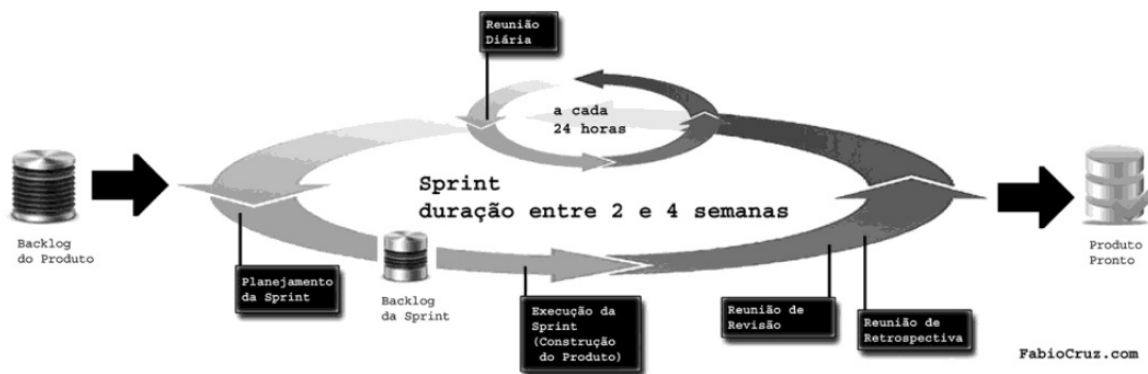 Reunião
Diária
a cada
24 horas
Sprint
duração entre 2 e 4 semanas
Backlog
do Produto
Planejamento
da Sprint
Backlog
da Sprint
Execução da
Sprint
(Construção
do Produto)
Reunião de
Revisão
Reunião de
Retrospectiva
Produto
Pronto
FabioCruz.com